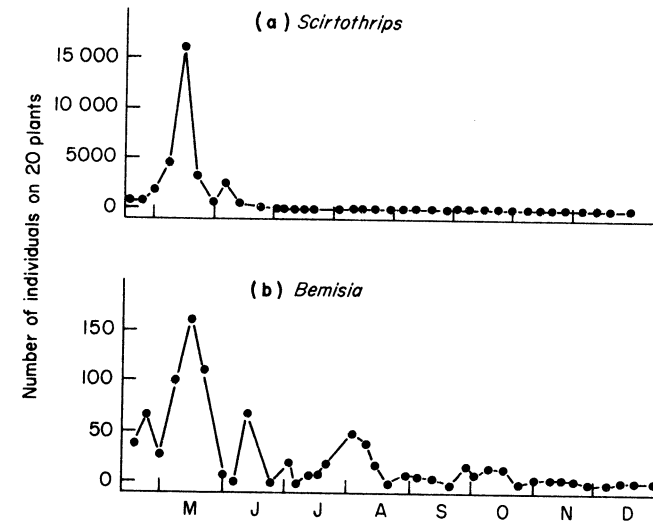 (a) Scirtothrips
15 000
10 000
5000
0
Number of individuals on 20 plants
(b) Bemisia
150
100
50
0
M J J A S O N D